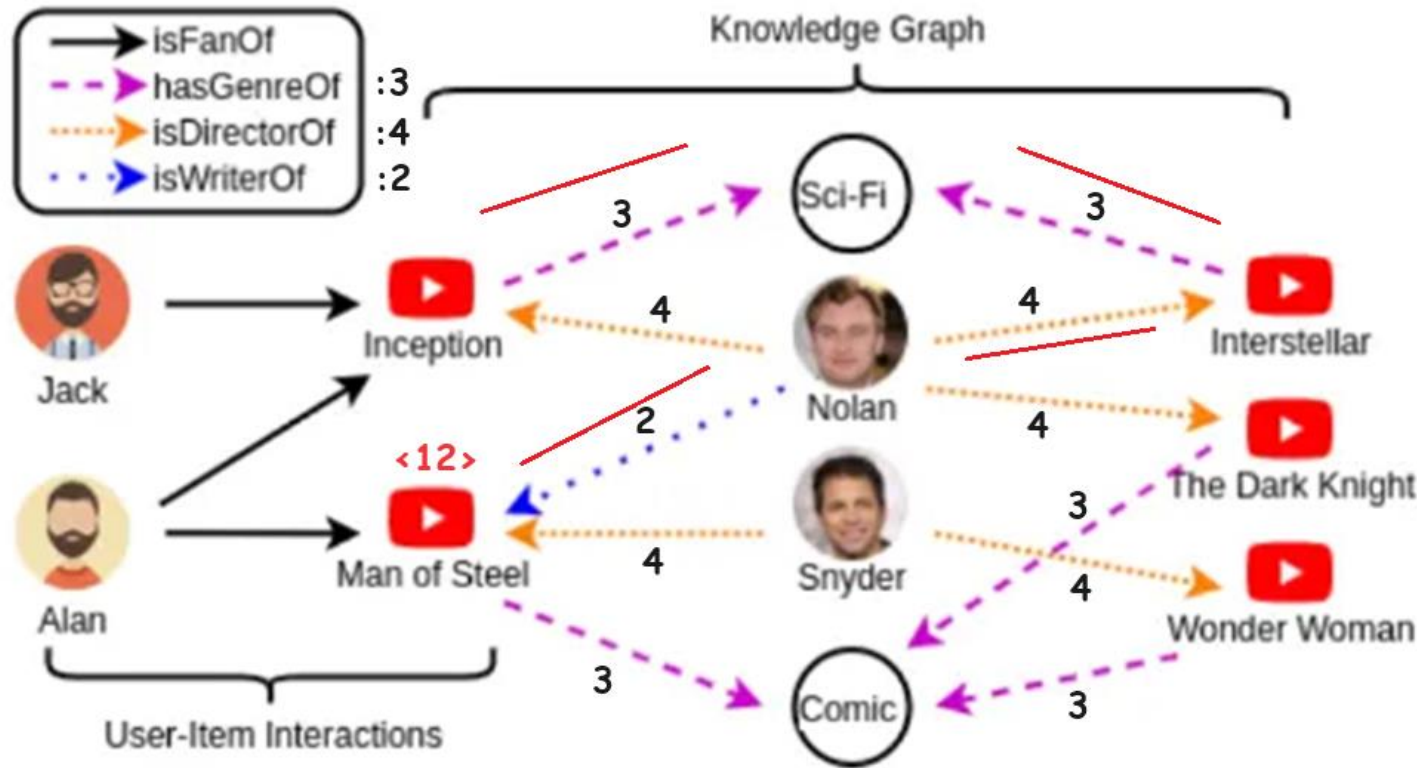 Knowledge Graph
isFanOf
hasGenreOf :3
isDirectorOf :4
isWriterOf :2
Sci-Fi
3
3
Jack
Inception
4
Nolan
4
Interstellar
4
The Dark Knight
2
<12>
Alan
Man of Steel
4
Snyder
3
4
Wonder Woman
3
Comic
3
User-Item Interactions